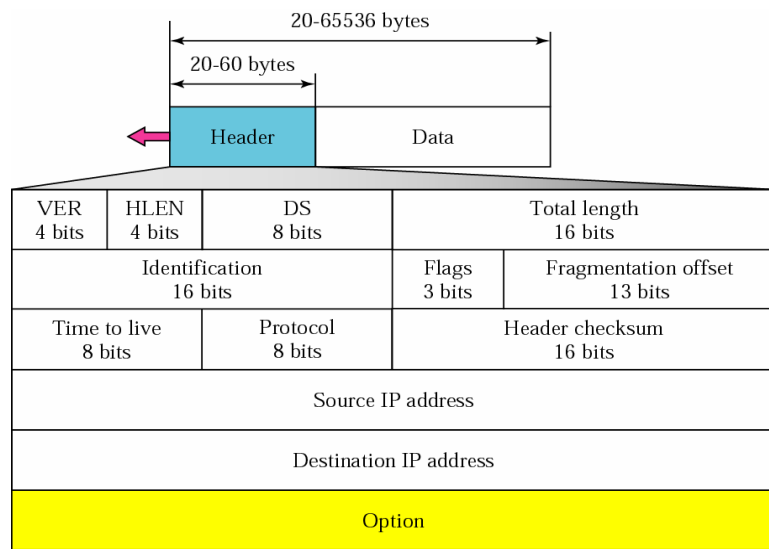 20-65536 bytes
20-60 bytes
Header
Data
VER
4 bits
HLEN
4 bits
DS
8 bits
Total length
16 bits
Identification
16 bits
Flags
3 bits
Fragmentation offset
13 bits
Time to live
8 bits
Protocol
8 bits
Header checksum
16 bits
Source IP address
Destination IP address
Option